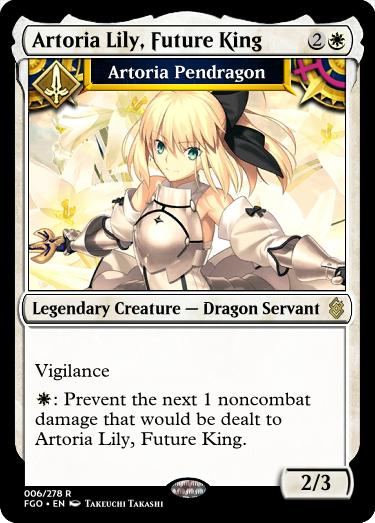 Artoria Lily, Future King 2
Artoria Pendragon
Legendary Creature — Dragon Servant
Vigilance
: Prevent the next 1 noncombat
damage that would be dealt to
Artoria Lily, Future King.
2/3
006/278 R
FGO • EN Takeuchi Takashi